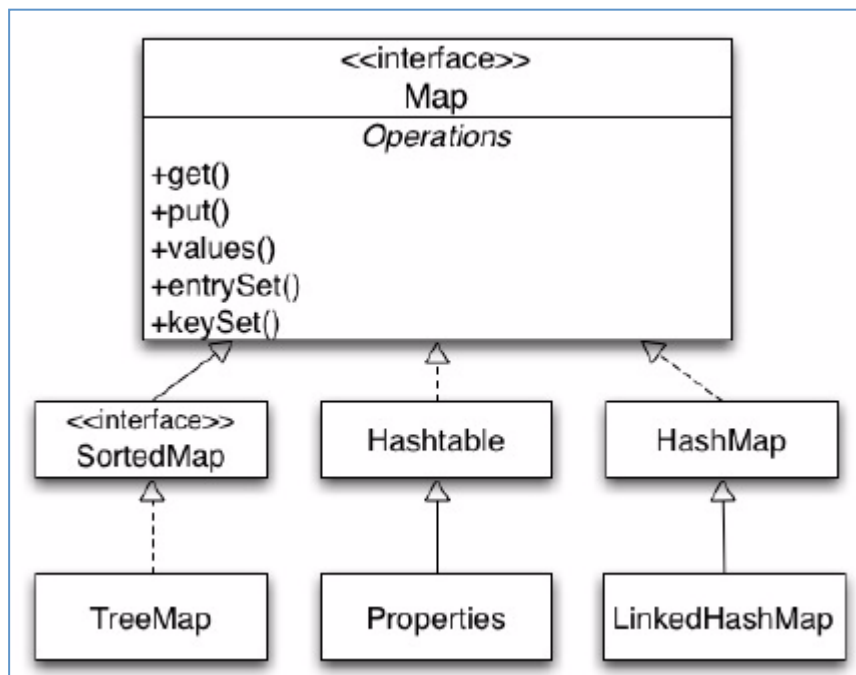 <<interface>>
Map
Operations
+get()
+put()
+values()
+entrySet()
+keySet()
<<interface>>
SortedMap
Hashtable
HashMap
TreeMap
Properties
LinkedHashMap